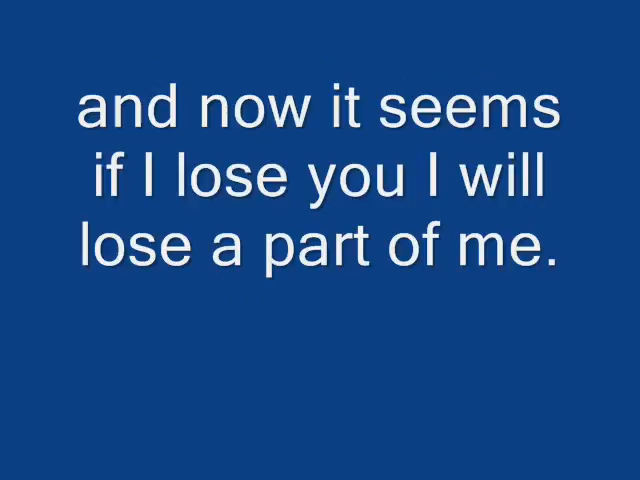 and now it seems
if I lose you I will
lose a part of me.